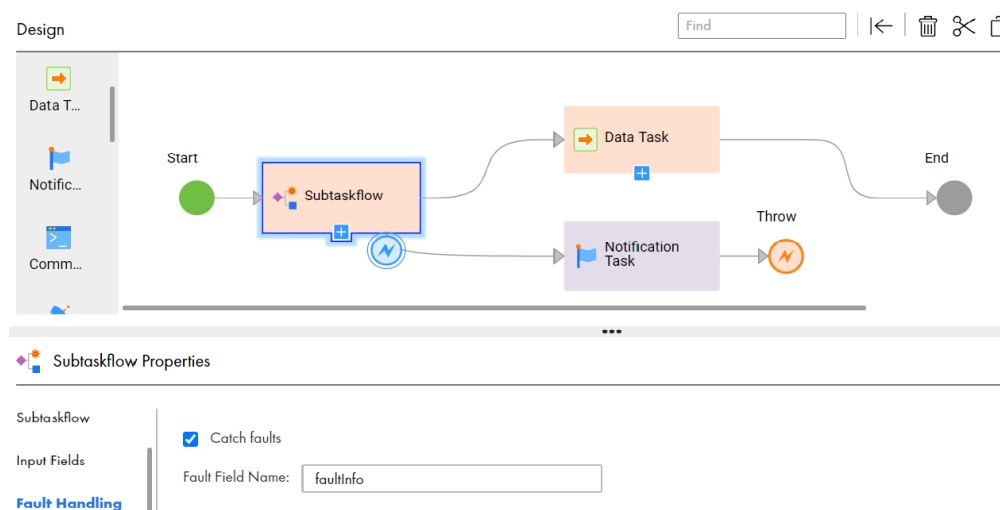 Design
Find
Data T...
Notific...
Comm...
Start
Subtaskflow
Data Task
Notification
Task
Throw
End
Subtaskflow Properties
Subtaskflow
Input Fields
Fault Handling
Catch faults
Fault Field Name:
faultInfo